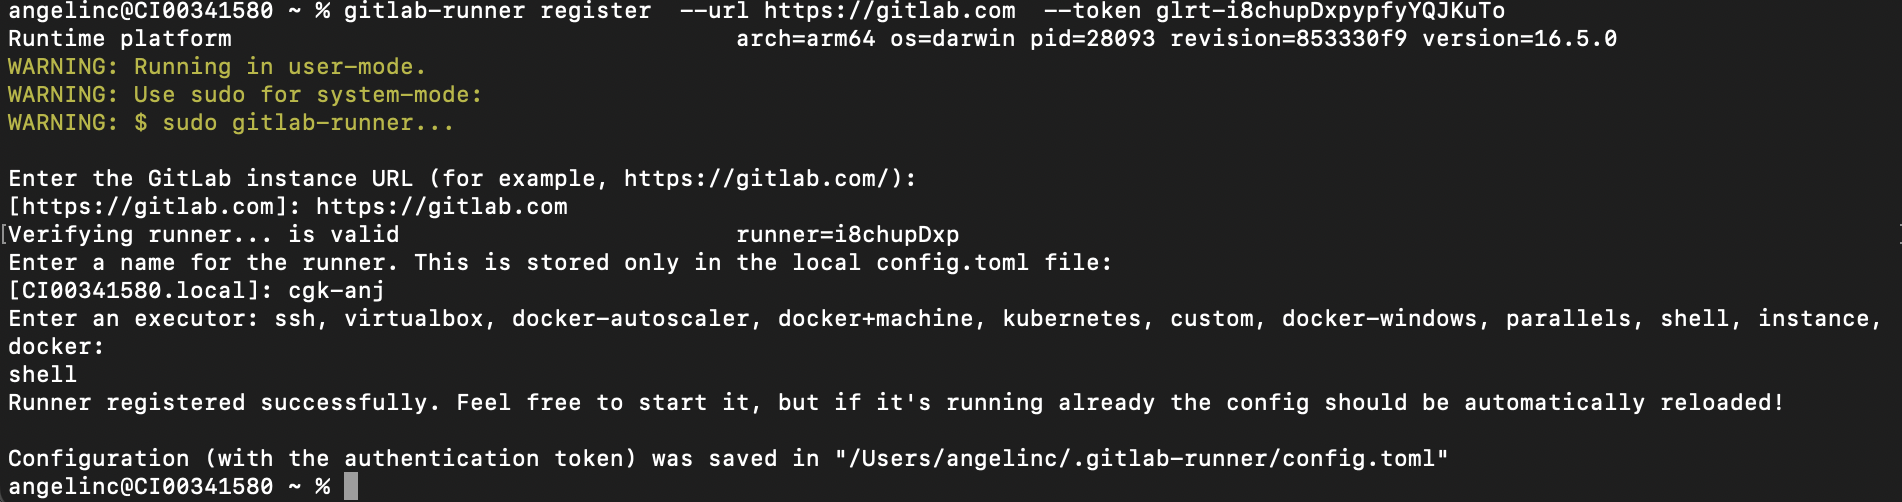 angelinc@CI00341580 ~ % gitlab-runner register  --url https://gitlab.com  --token glrt-i8chupDxpypfyYQJKuTo
Runtime platform                                    arch=arm64 os=darwin pid=28093 revision=853330f9 version=16.5.0
WARNING: Running in user-mode.
WARNING: Use sudo for system-mode:
WARNING: $ sudo gitlab-runner...

Enter the GitLab instance URL (for example, https://gitlab.com/):
[https://gitlab.com]: https://gitlab.com
Verifying runner... is valid                        runner=i8chupDxp
Enter a name for the runner. This is stored only in the local config.toml file:
[CI00341580.local]: cgk-anj
Enter an executor: ssh, virtualbox, docker-autoscaler, docker+machine, kubernetes, custom, docker-windows, parallels, shell, instance,
docker:
shell
Runner registered successfully. Feel free to start it, but if it's running already the config should be automatically reloaded!

Configuration (with the authentication token) was saved in "/Users/angelinc/.gitlab-runner/config.toml"
angelinc@CI00341580 ~ %